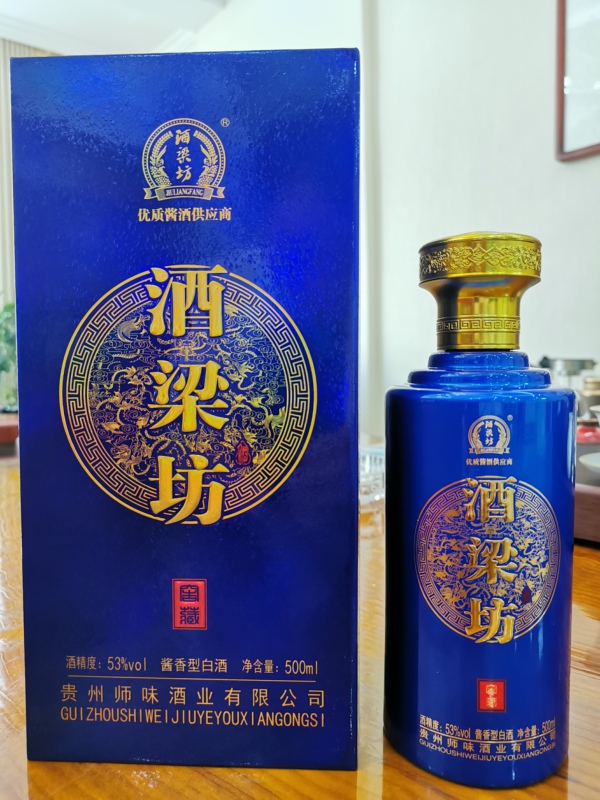 酒梁坊
®
JIULIANGFANG
优质酱酒供应商
酒梁坊
窖藏
酒精度：53%vol 酱香型白酒 净含量：500ml
贵州师味酒业有限公司
GUIZHOUSHIWEIJIUYEYOUXIANGONGSI
酒梁坊
®
优质酱酒供应商
酒梁坊
窖藏
酒精度：53%vol 酱香型白酒 净含量：500ml
贵州师味酒业有限公司
GUIZHOUSHIWEIJIUYEYOUXIANGONGSI